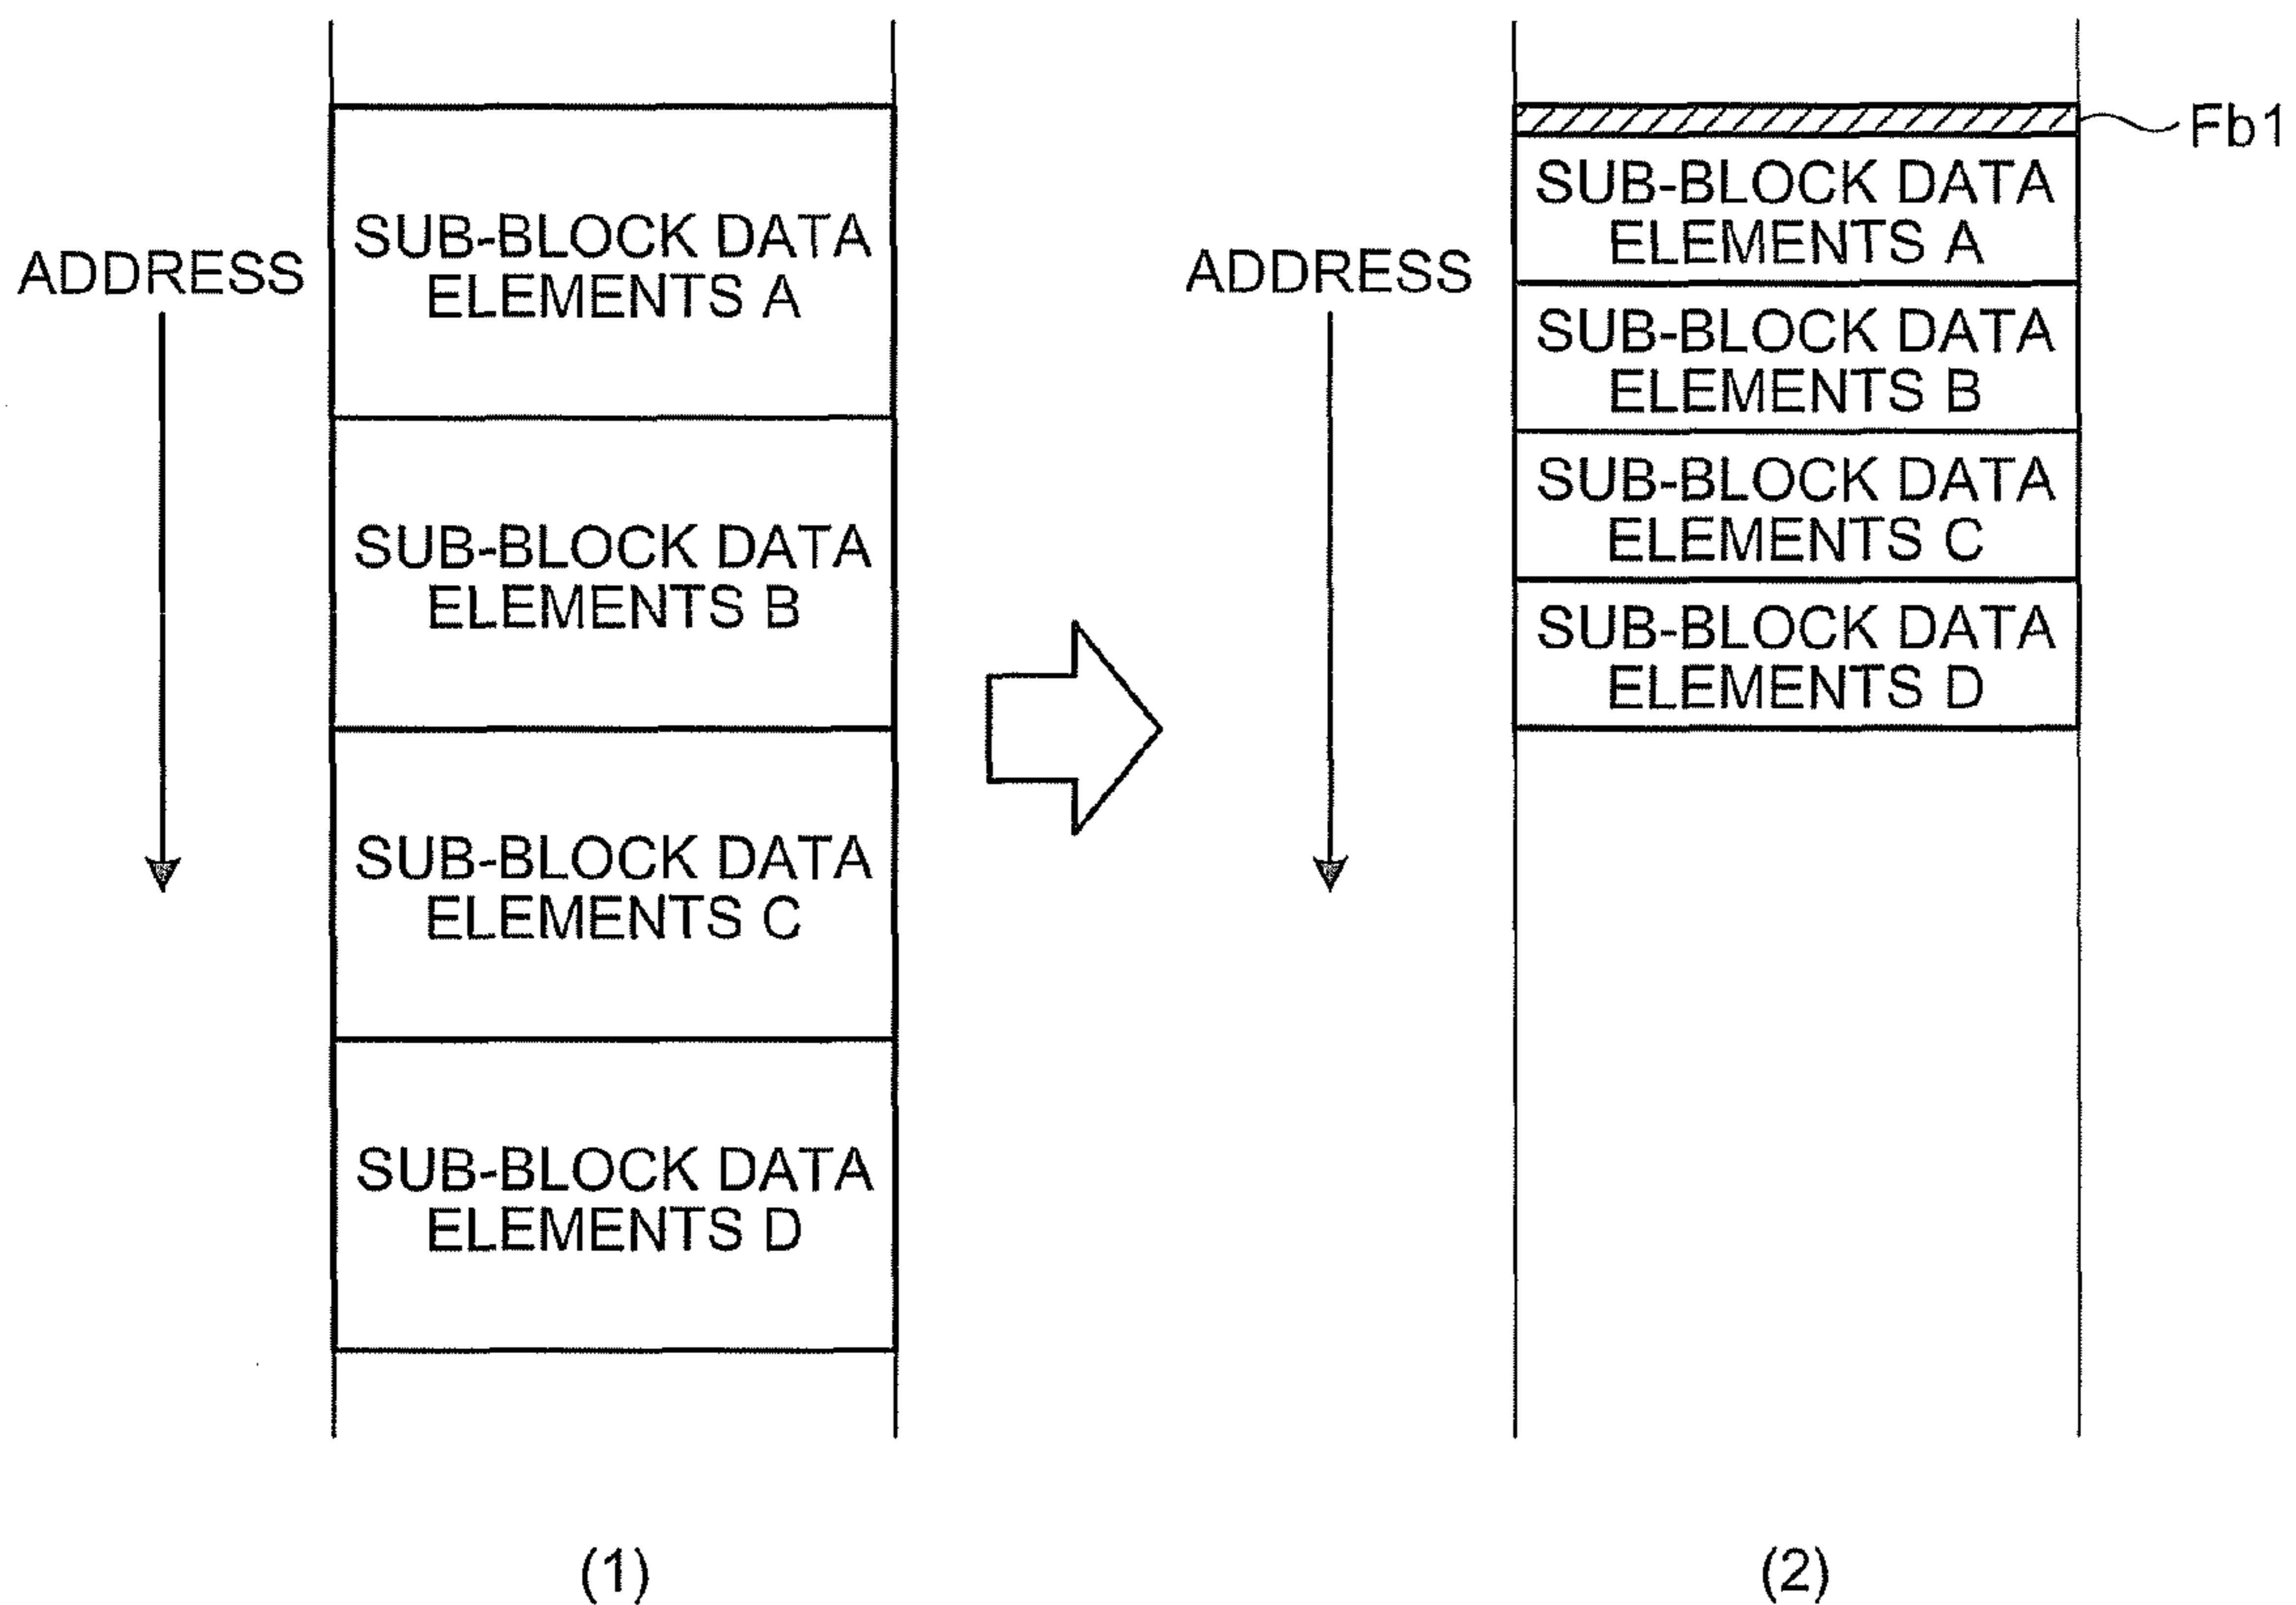 ADDRESS
SUB-BLOCK DATA
ELEMENTS A
SUB-BLOCK DATA
ELEMENTS B
SUB-BLOCK DATA
ELEMENTS C
SUB-BLOCK DATA
ELEMENTS D
(1)
ADDRESS
Fb1
SUB-BLOCK DATA
ELEMENTS A
SUB-BLOCK DATA
ELEMENTS B
SUB-BLOCK DATA
ELEMENTS C
SUB-BLOCK DATA
ELEMENTS D
(2)